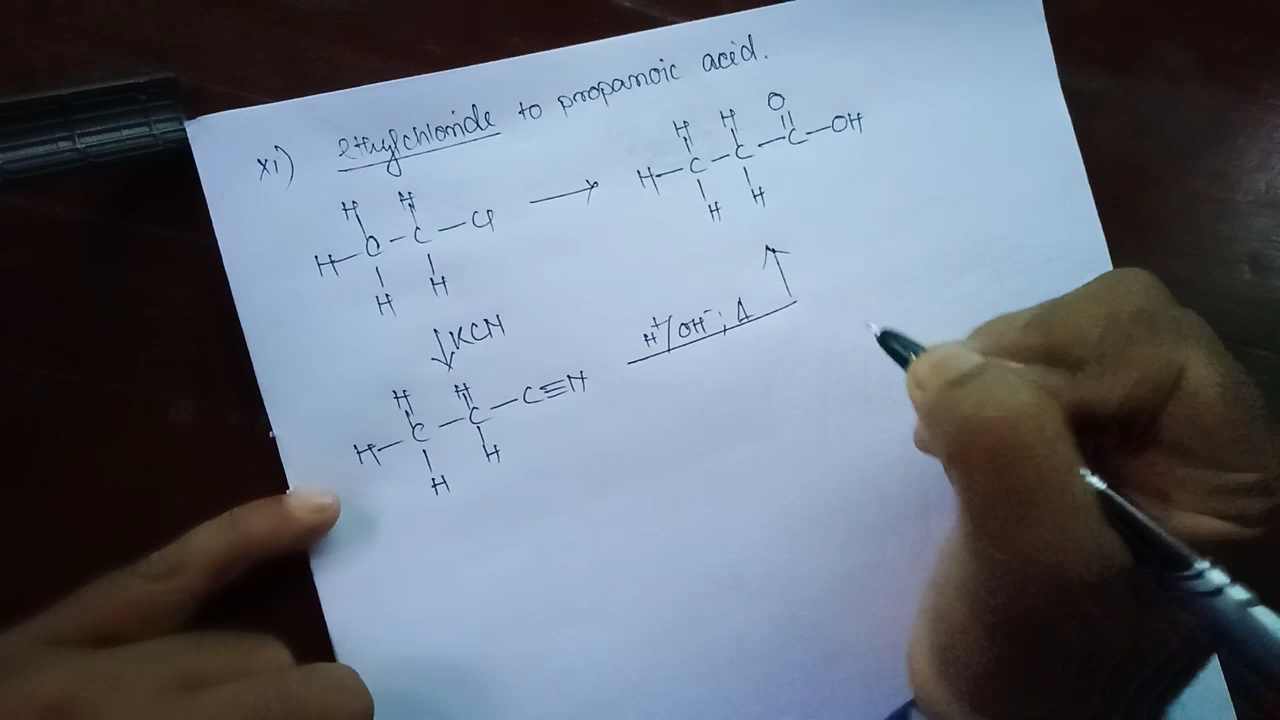 xi) ethylchloride to propanoic acid.
H H O
H - C - C - C - OH
H H
H H
H - C - C - Cl
H H
↓ KCN
H⁺/OH⁻; Δ
H H
H - C - C - C≡N
H H